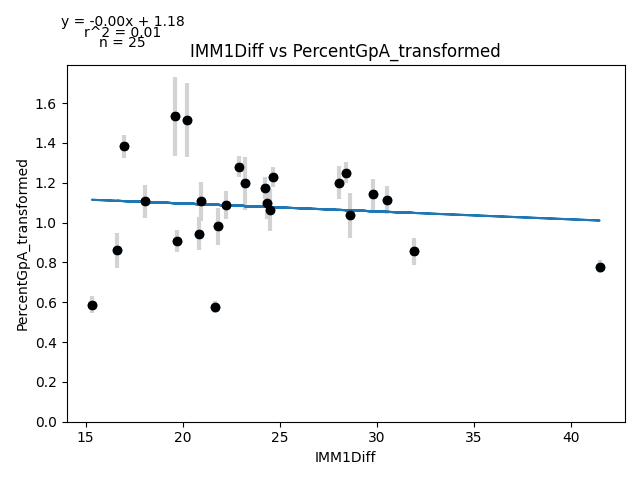 y = -0.00x + 1.18
r^2 = 0.01
n = 25
IMM1Diff vs PercentGpA_transformed
PercentGpA_transformed
1.6
1.4
1.2
1.0
0.8
0.6
0.4
0.2
0.0
15 20 25 30 35 40
IMM1Diff